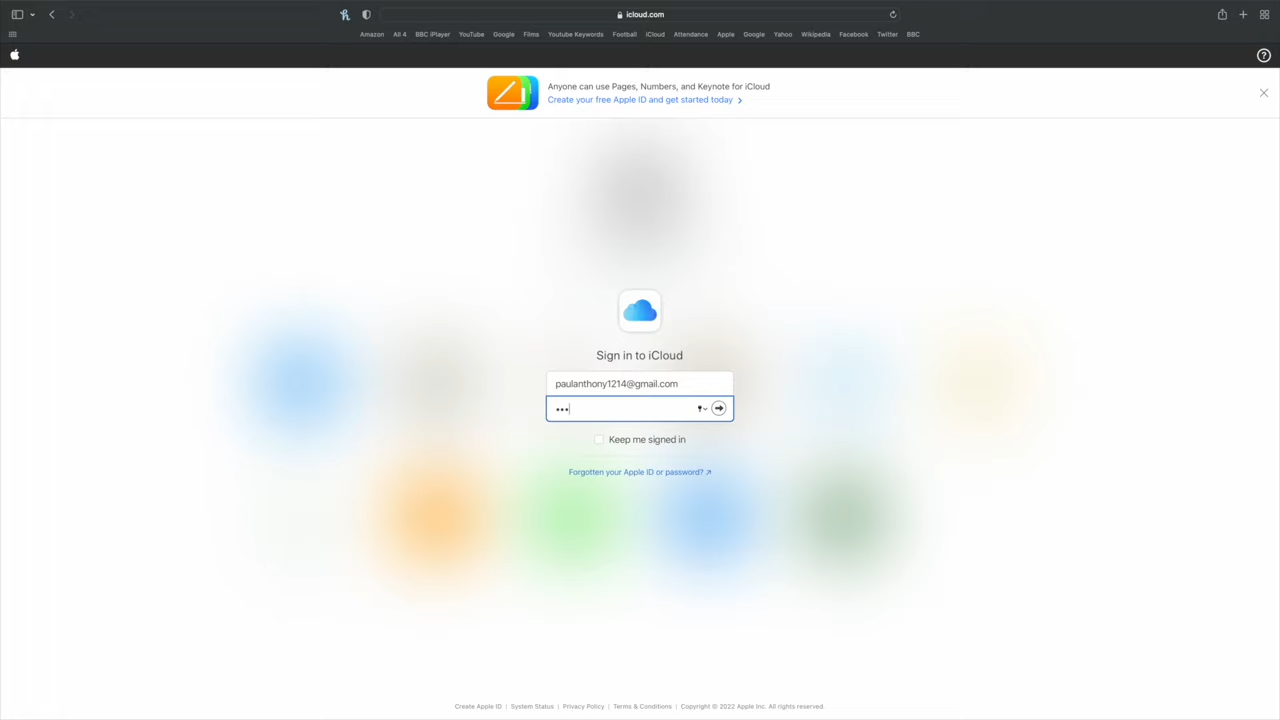 icloud.com
Amazon All 4 BBC iPlayer YouTube Google Films Youtube Keywords Football iCloud Attendance Apple Google Yahoo Wikipedia Facebook Twitter BBC
Anyone can use Pages, Numbers, and Keynote for iCloud
Create your free Apple ID and get started today
Sign in to iCloud
paulanthony1214@gmail.com
•••
Keep me signed in
Forgotten your Apple ID or password?
Create Apple ID | System Status | Privacy Policy | Terms & Conditions | Copyright © 2022 Apple Inc. All rights reserved.